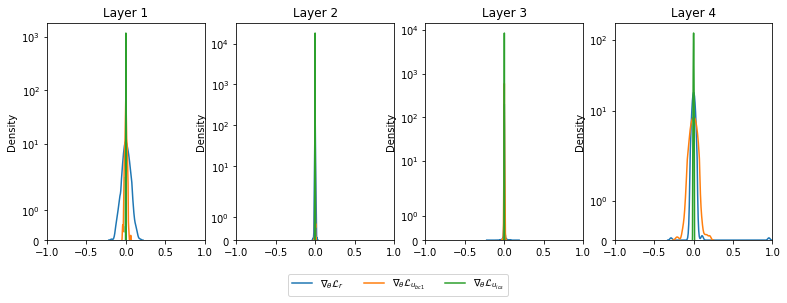 Layer 1 Layer 2 Layer 3 Layer 4
Density Density Density Density
10³ 10⁴ 10⁴ 10²
10² 10³ 10³ 10¹
10¹ 10² 10² 10⁰
10⁰ 10¹ 10¹ 0
0 10⁰ 10⁰
0 0
−1.0 −0.5 0.0 0.5 1.0 −1.0 −0.5 0.0 0.5 1.0 −1.0 −0.5 0.0 0.5 1.0 −1.0 −0.5 0.0 0.5 1.0
∇θℒr ∇θℒu_bc1 ∇θℒu_ics